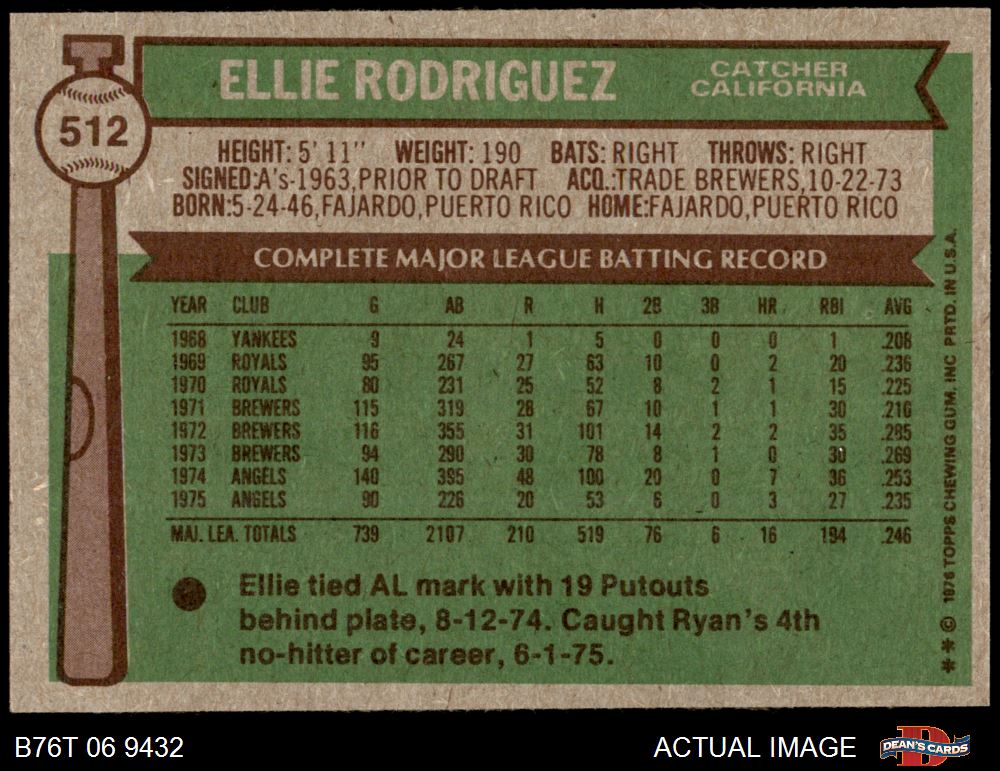 512
ELLIE RODRIGUEZ
CATCHER
CALIFORNIA
HEIGHT: 5' 11" WEIGHT: 190 BATS: RIGHT THROWS: RIGHT
SIGNED:A's-1963,PRIOR TO DRAFT ACQ.:TRADE BREWERS,10-22-73
BORN:5-24-46,FAJARDO,PUERTO RICO HOME:FAJARDO,PUERTO RICO
COMPLETE MAJOR LEAGUE BATTING RECORD
YEAR CLUB G AB R H 2B 3B HR RBI AVG
1968 YANKEES 9 24 1 5 0 0 0 1 .208
1969 ROYALS 95 267 27 63 10 0 2 20 .236
1970 ROYALS 80 231 25 52 8 2 1 15 .225
1971 BREWERS 115 319 28 67 10 1 1 30 .210
1972 BREWERS 116 355 31 101 14 2 2 35 .285
1973 BREWERS 94 290 30 78 8 1 0 30 .269
1974 ANGELS 140 395 48 100 20 0 7 36 .253
1975 ANGELS 90 226 20 53 6 0 3 27 .235
MAJ. LEA. TOTALS 739 2107 210 519 76 6 16 194 .246
Ellie tied AL mark with 19 Putouts
behind plate, 8-12-74. Caught Ryan's 4th
no-hitter of career, 6-1-75.
** © 1976 TOPPS CHEWING GUM, INC PRTD. IN U.S.A.
B76T 06 9432
ACTUAL IMAGE
DEAN'S CARDS